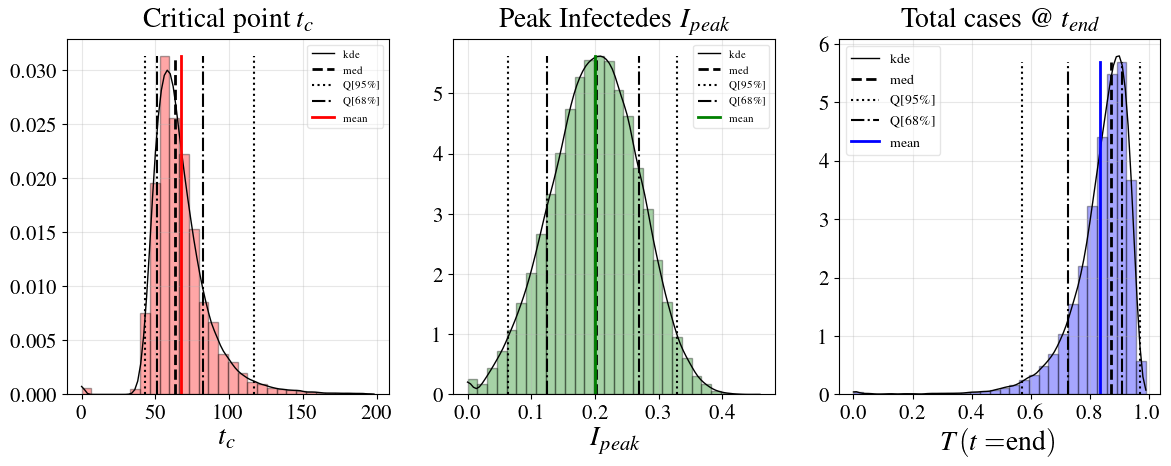 Critical point t_c
kde
med
Q[95%]
Q[68%]
mean
0.030
0.025
0.020
0.015
0.010
0.005
0.000
0 50 100 150 200
t_c
Peak Infectedes I_peak
kde
med
Q[95%]
Q[68%]
mean
5
4
3
2
1
0
0.0 0.1 0.2 0.3 0.4
I_peak
Total cases @ t_end
kde
med
Q[95%]
Q[68%]
mean
6
5
4
3
2
1
0
0.0 0.2 0.4 0.6 0.8 1.0
T(t =end)